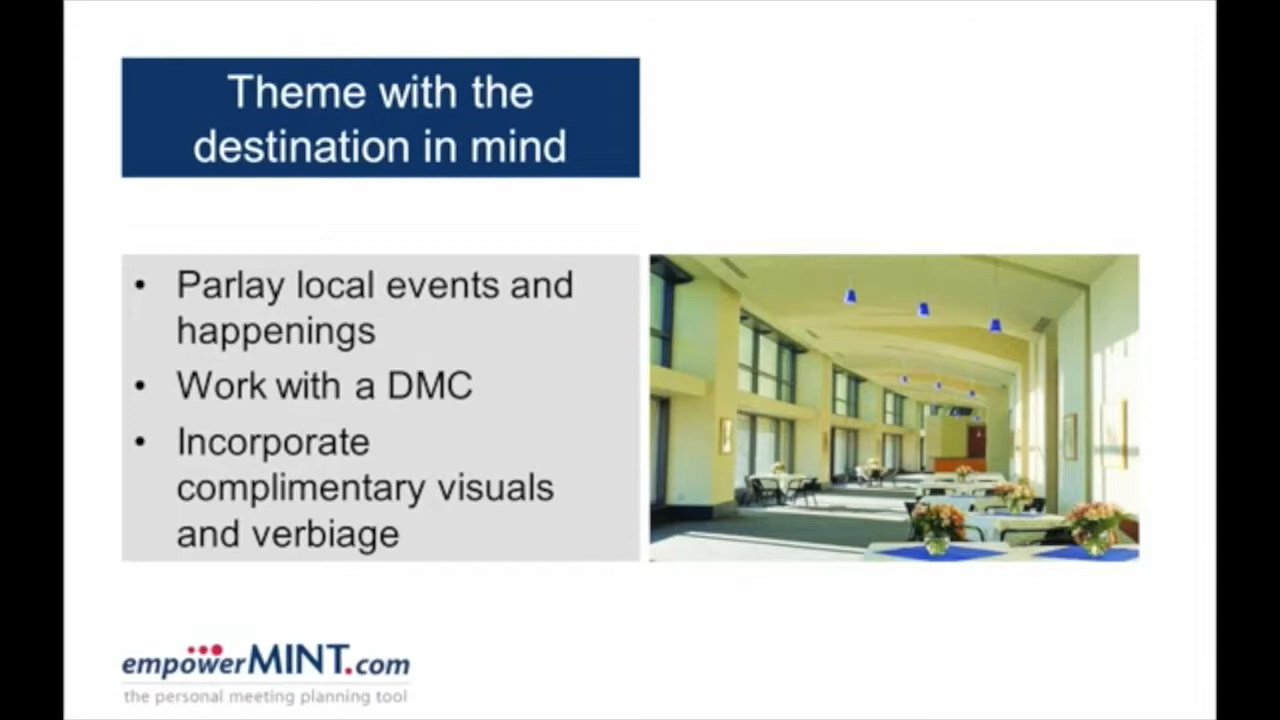 Theme with the
destination in mind
• Parlay local events and
happenings
• Work with a DMC
• Incorporate
complimentary visuals
and verbiage
empowerMINT.com
the personal meeting planning tool